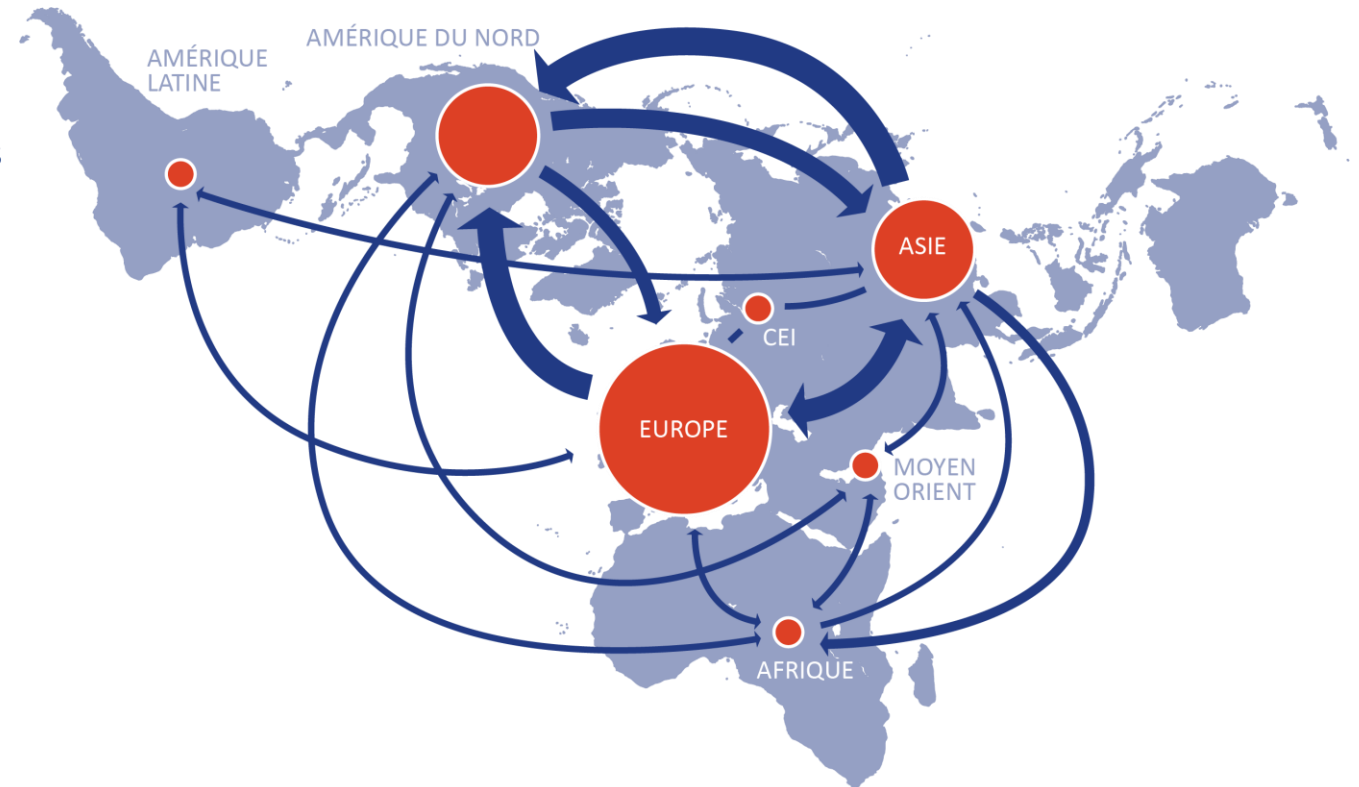 AMÉRIQUE DU NORD
AMÉRIQUE
LATINE
ASIE
CEI
EUROPE
MOYEN
ORIENT
AFRIQUE